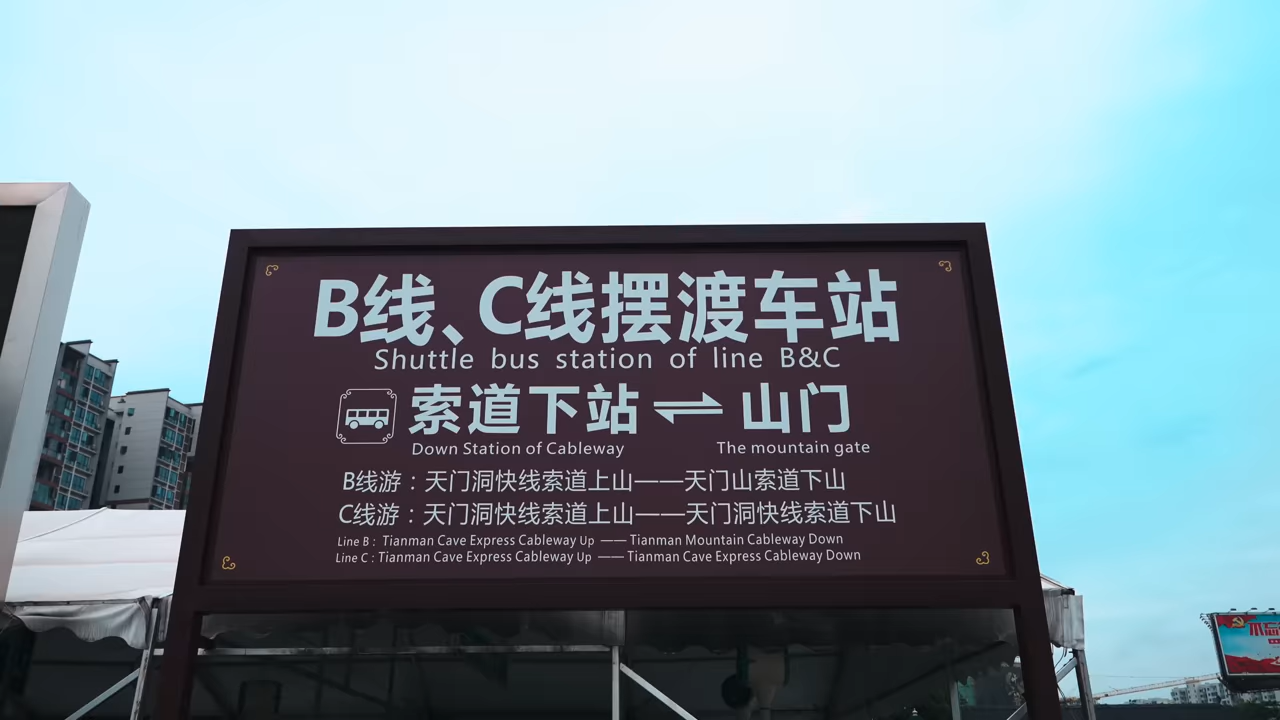 B线、C线摆渡车站
Shuttle bus station of line B&C
索道下站 ⇌ 山门
Down Station of Cableway The mountain gate
B线游：天门洞快线索道上山——天门山索道下山
C线游：天门洞快线索道上山——天门洞快线索道下山
Line B : Tianman Cave Express Cableway Up —— Tianman Mountain Cableway Down
Line C : Tianman Cave Express Cableway Up —— Tianman Cave Express Cableway Down